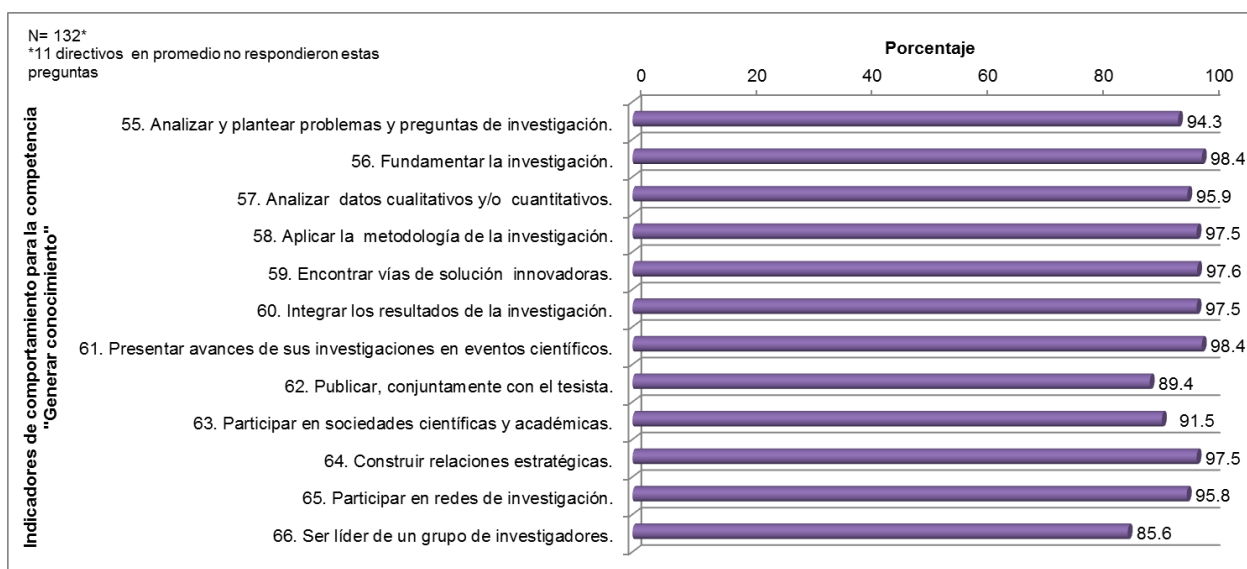 N= 132*
*11 directivos en promedio no respondieron estas
preguntas
Porcentaje
0 20 40 60 80 100
Indicadores de comportamiento para la competencia
"Generar conocimiento"
55. Analizar y plantear problemas y preguntas de investigación. 94.3
56. Fundamentar la investigación. 98.4
57. Analizar datos cualitativos y/o cuantitativos. 95.9
58. Aplicar la metodología de la investigación. 97.5
59. Encontrar vías de solución innovadoras. 97.6
60. Integrar los resultados de la investigación. 97.5
61. Presentar avances de sus investigaciones en eventos científicos. 98.4
62. Publicar, conjuntamente con el tesista. 89.4
63. Participar en sociedades científicas y académicas. 91.5
64. Construir relaciones estratégicas. 97.5
65. Participar en redes de investigación. 95.8
66. Ser líder de un grupo de investigadores. 85.6